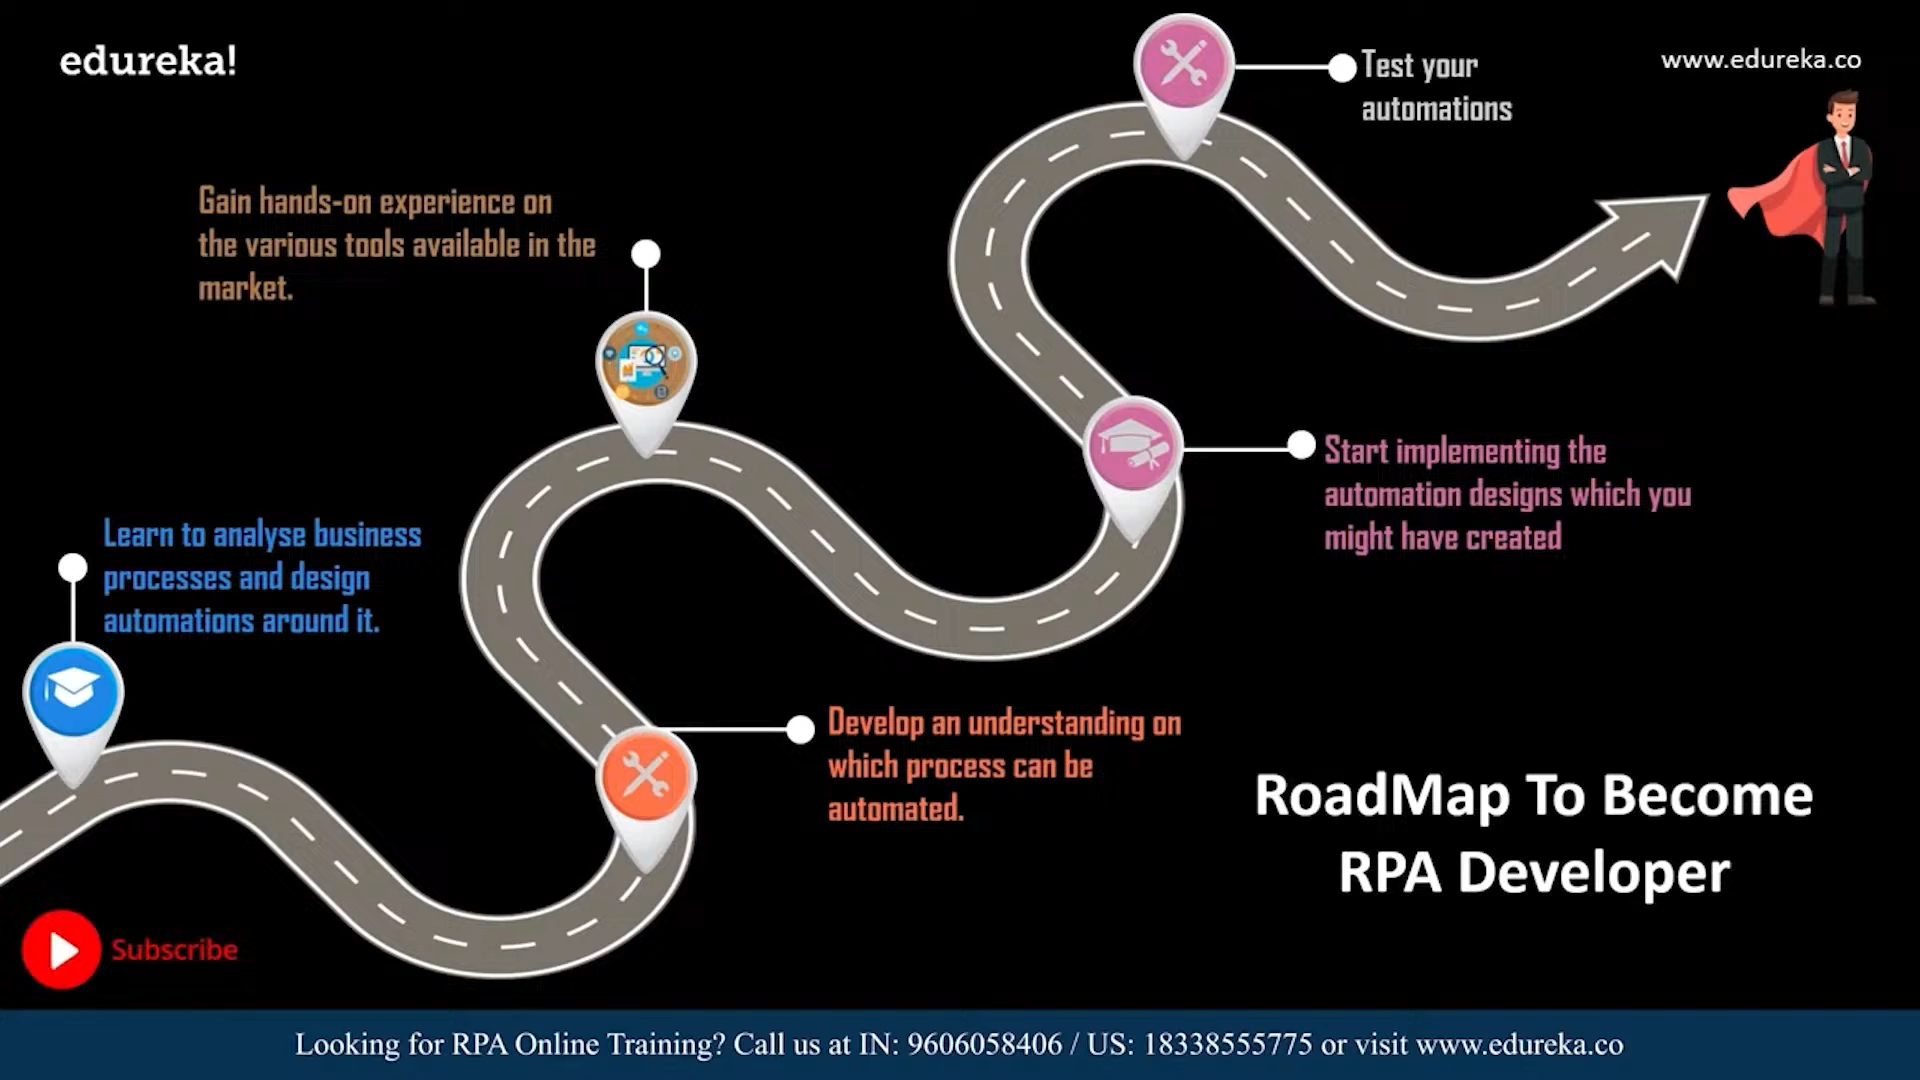 edureka!
www.edureka.co
Test your
automations
Gain hands-on experience on
the various tools available in the
market.
Start implementing the
automation designs which you
might have created
Learn to analyse business
processes and design
automations around it.
Develop an understanding on
which process can be
automated.
RoadMap To Become
RPA Developer
Subscribe
Looking for RPA Online Training? Call us at IN: 9606058406 / US: 18338555775 or visit www.edureka.co